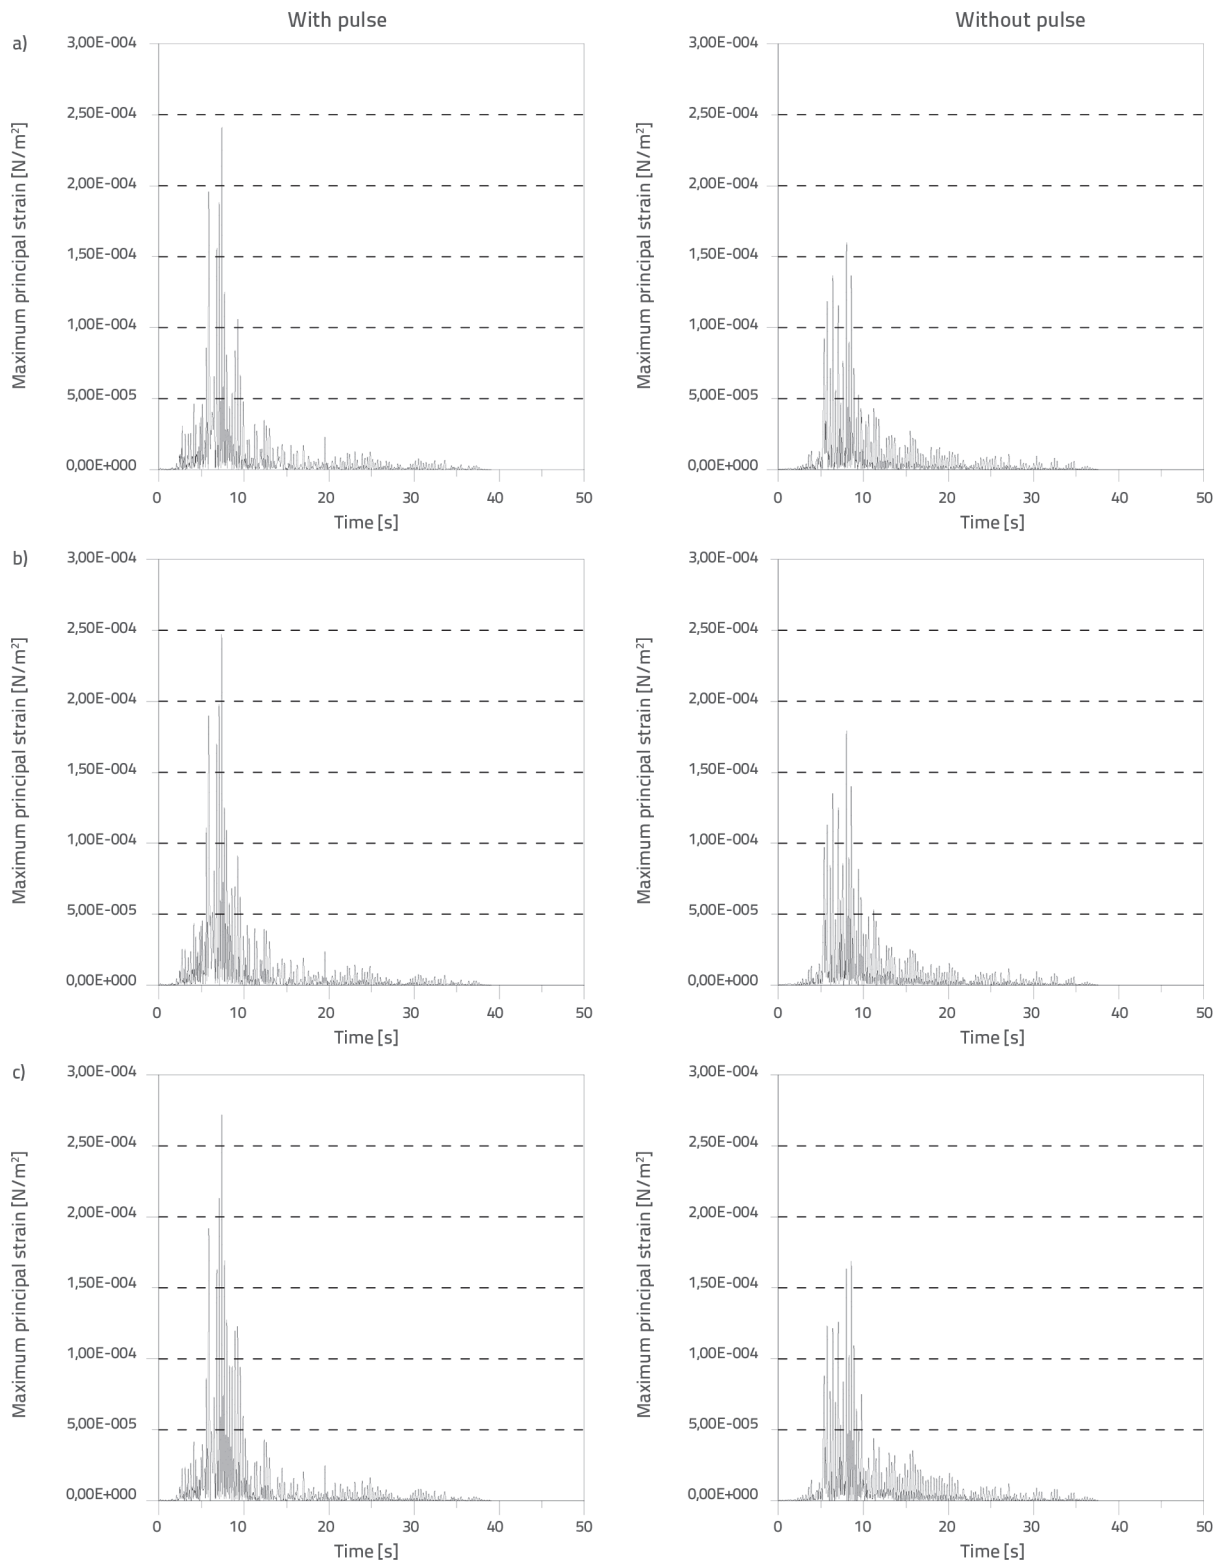 With pulse
Without pulse
a)
3,00E-004
2,50E-004
2,00E-004
1,50E-004
1,00E-004
5,00E-005
0,00E+000
Maximum principal strain [N/m²]
0 10 20 30 40 50
Time [s]
3,00E-004
2,50E-004
2,00E-004
1,50E-004
1,00E-004
5,00E-005
0,00E+000
Maximum principal strain [N/m²]
0 10 20 30 40 50
Time [s]
b)
3,00E-004
2,50E-004
2,00E-004
1,50E-004
1,00E-004
5,00E-005
0,00E+000
Maximum principal strain [N/m²]
0 10 20 30 40 50
Time [s]
3,00E-004
2,50E-004
2,00E-004
1,50E-004
1,00E-004
5,00E-005
0,00E+000
Maximum principal strain [N/m²]
0 10 20 30 40 50
Time [s]
c)
3,00E-004
2,50E-004
2,00E-004
1,50E-004
1,00E-004
5,00E-005
0,00E+000
Maximum principal strain [N/m²]
0 10 20 30 40 50
Time [s]
3,00E-004
2,50E-004
2,00E-004
1,50E-004
1,00E-004
5,00E-005
0,00E+000
Maximum principal strain [N/m²]
0 10 20 30 40 50
Time [s]